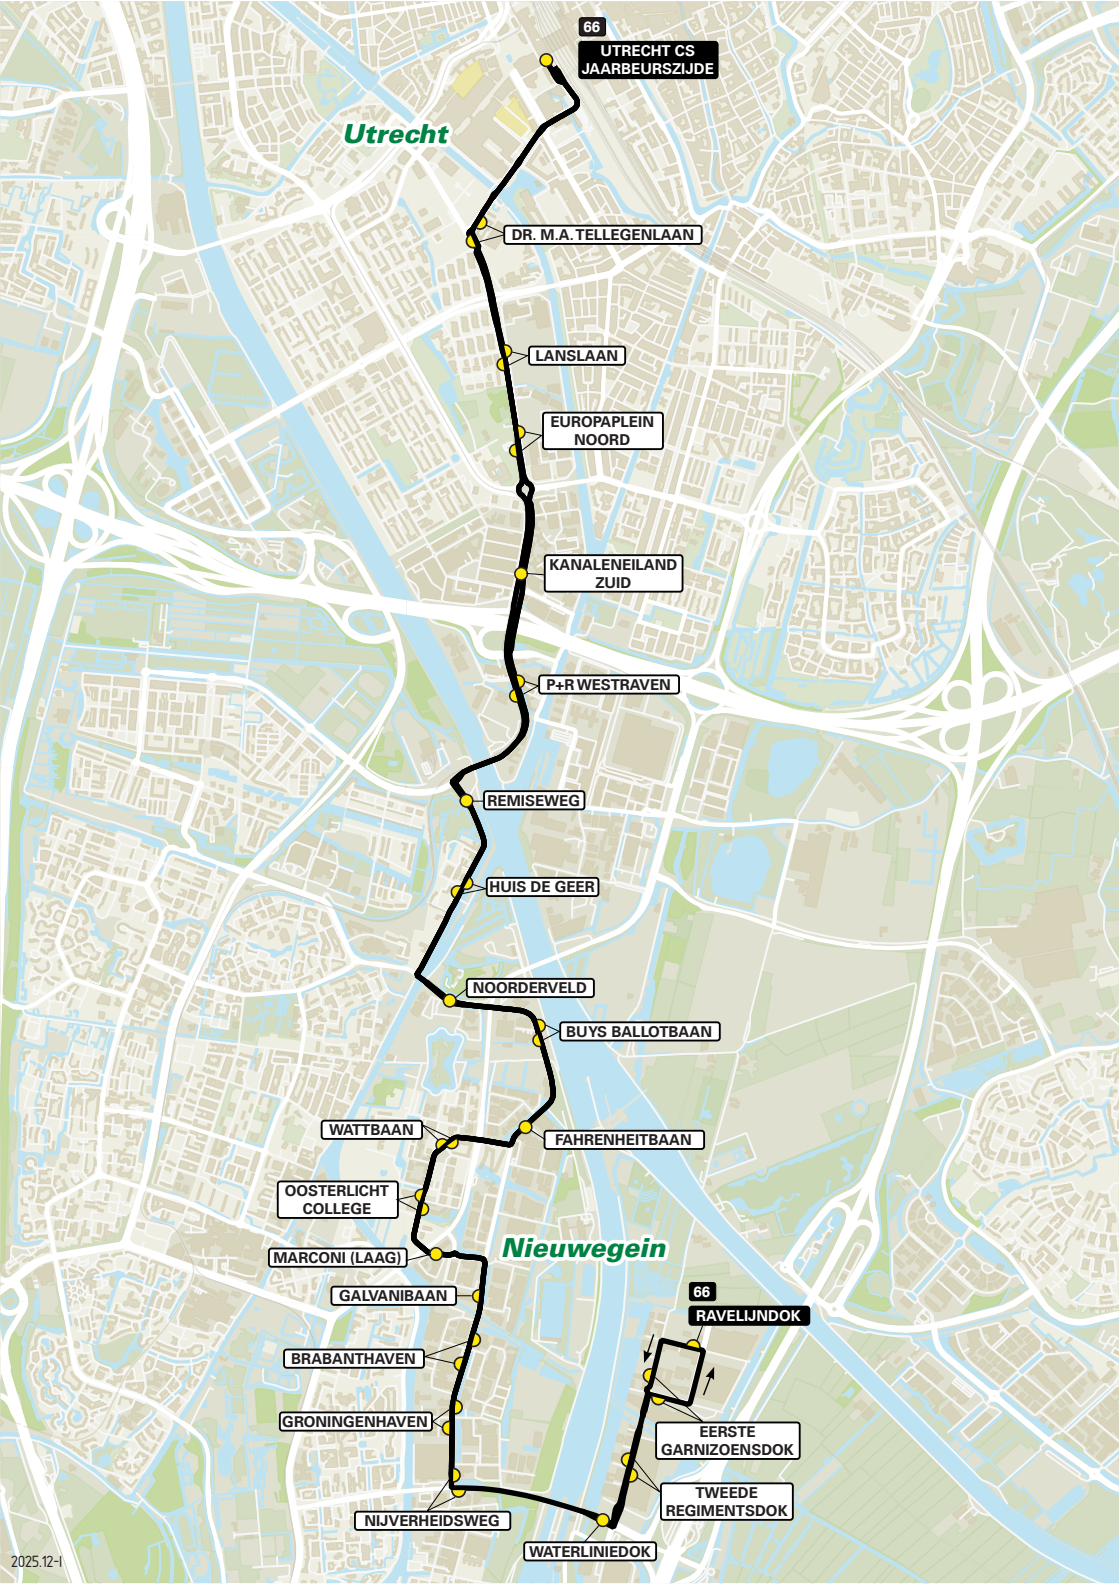 66
UTRECHT CS
JAARBEURSZIJDE
Utrecht
DR. M.A. TELLEGENLAAN
LANSLAAN
EUROPAPLEIN
NOORD
KANALENEILAND
ZUID
P+R WESTRAVEN
REMISEWEG
HUIS DE GEER
NOORDERVELD
BUYS BALLOTBAAN
WATTBAAN
FAHRENHEITBAAN
OOSTERLICHT
COLLEGE
Nieuwegein
MARCONI (LAAG)
GALVANIBAAN
66
RAVELIJNDOK
BRABANTHAVEN
GRONINGENHAVEN
EERSTE
GARNIZOENSDOK
TWEEDE
REGIMENTSDOK
NIJVERHEIDSWEG
WATERLINIEDOK
2025.12-I